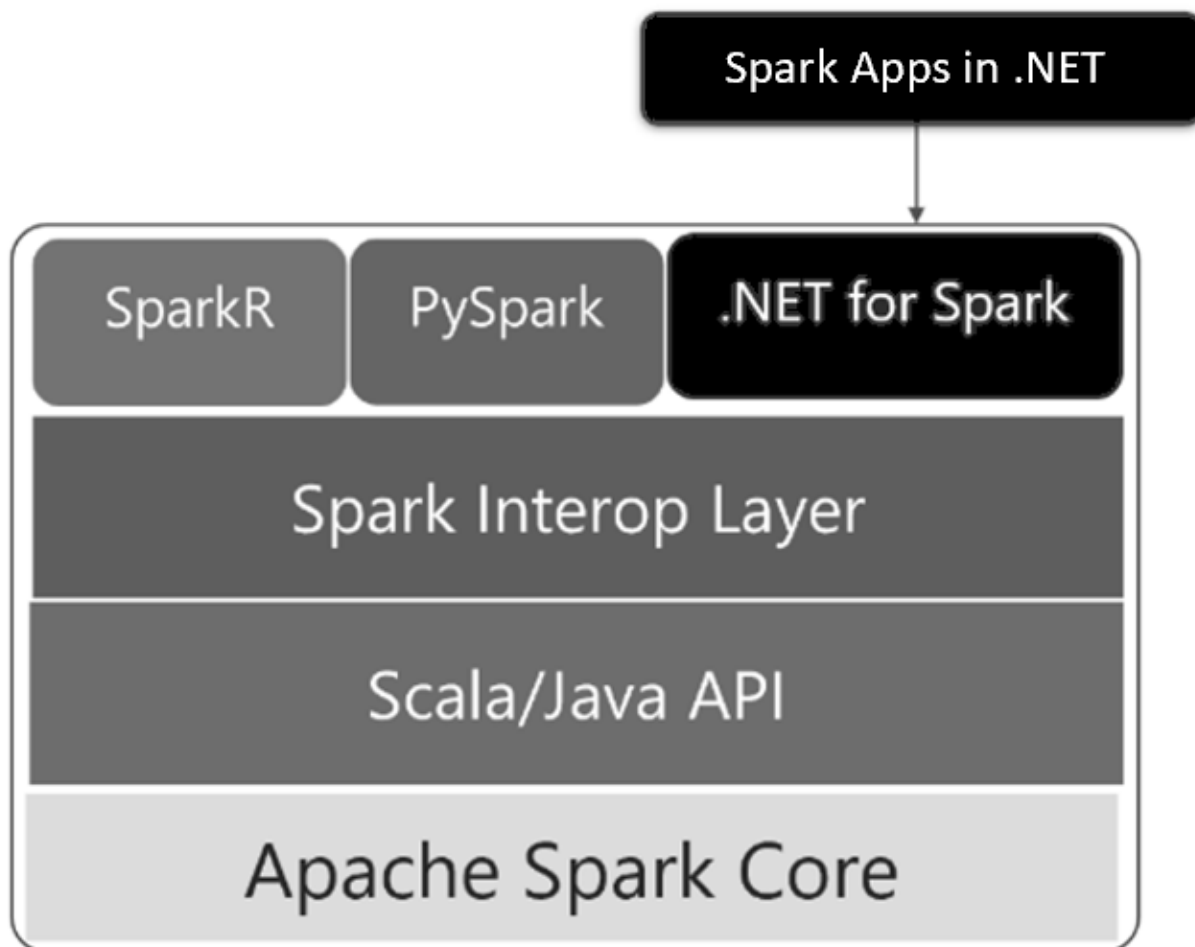 Spark Apps in .NET
SparkR
PySpark
.NET for Spark
Spark Interop Layer
Scala/Java API
Apache Spark Core